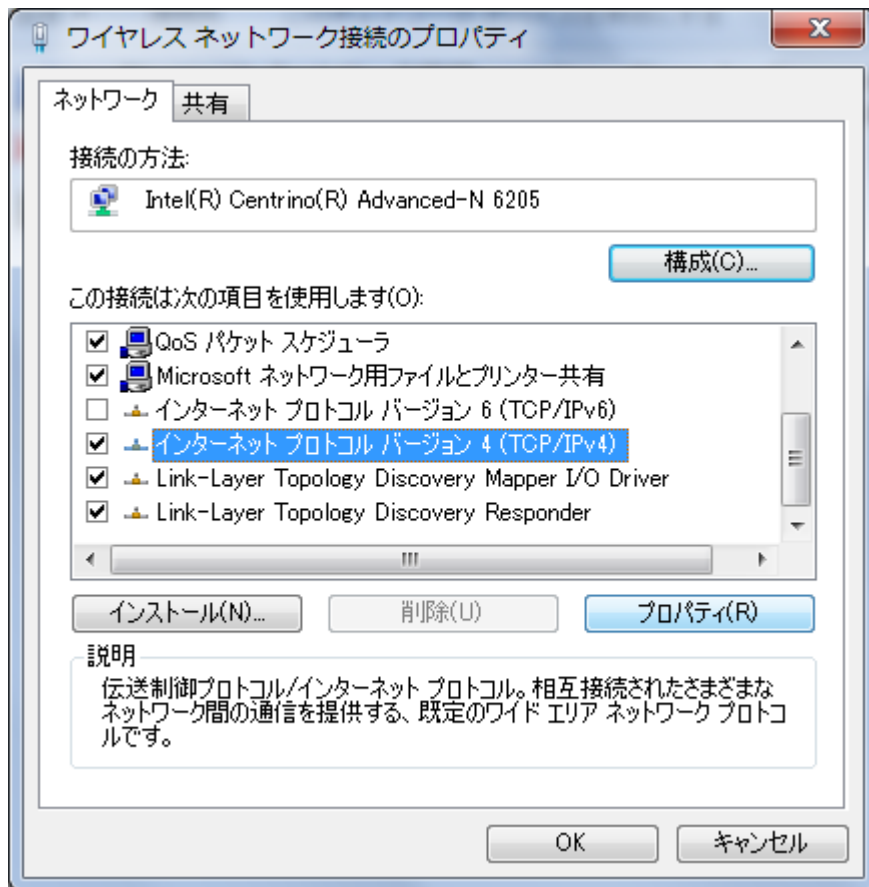 ワイヤレス ネットワーク接続のプロパティ
ネットワーク 共有
接続の方法:
Intel(R) Centrino(R) Advanced-N 6205
構成(C)...
この接続は次の項目を使用します(O):
QoS パケット スケジューラ
Microsoft ネットワーク用ファイルとプリンター共有
インターネット プロトコル バージョン 6 (TCP/IPv6)
インターネット プロトコル バージョン 4 (TCP/IPv4)
Link-Layer Topology Discovery Mapper I/O Driver
Link-Layer Topology Discovery Responder
インストール(N)... 削除(U) プロパティ(R)
説明
伝送制御プロトコル/インターネット プロトコル。相互接続されたさまざまな
ネットワーク間の通信を提供する、既定のワイド エリア ネットワーク プロトコ
ルです。
OK キャンセル